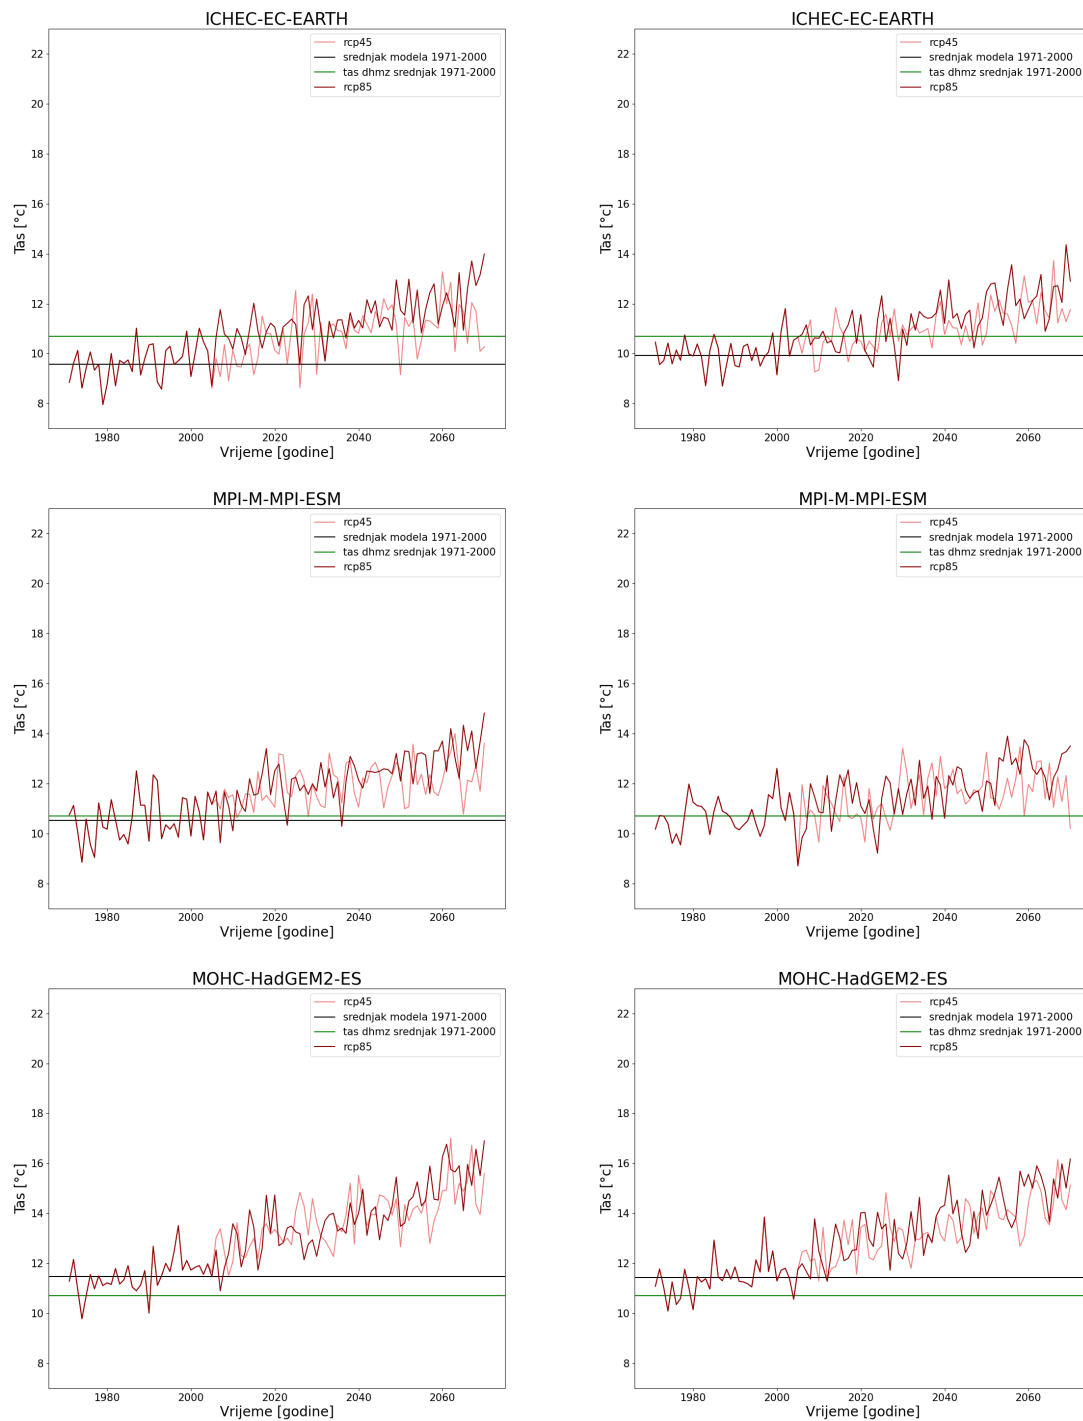 ICHEC-EC-EARTH
22
20
18
16
14
12
10
8
Tas [°c]
rcp45
srednjak modela 1971-2000
tas dhmz srednjak 1971-2000
rcp85
1980
2000
2020
2040
2060
Vrijeme [godine]
ICHEC-EC-EARTH
22
20
18
16
14
12
10
8
Tas [°c]
rcp45
srednjak modela 1971-2000
tas dhmz srednjak 1971-2000
rcp85
1980
2000
2020
2040
2060
Vrijeme [godine]
MPI-M-MPI-ESM
22
20
18
16
14
12
10
8
Tas [°c]
rcp45
srednjak modela 1971-2000
tas dhmz srednjak 1971-2000
rcp85
1980
2000
2020
2040
2060
Vrijeme [godine]
MPI-M-MPI-ESM
22
20
18
16
14
12
10
8
Tas [°c]
rcp45
srednjak modela 1971-2000
tas dhmz srednjak 1971-2000
rcp85
1980
2000
2020
2040
2060
Vrijeme [godine]
MOHC-HadGEM2-ES
22
20
18
16
14
12
10
8
Tas [°c]
rcp45
srednjak modela 1971-2000
tas dhmz srednjak 1971-2000
rcp85
1980
2000
2020
2040
2060
Vrijeme [godine]
MOHC-HadGEM2-ES
22
20
18
16
14
12
10
8
Tas [°c]
rcp45
srednjak modela 1971-2000
tas dhmz srednjak 1971-2000
rcp85
1980
2000
2020
2040
2060
Vrijeme [godine]